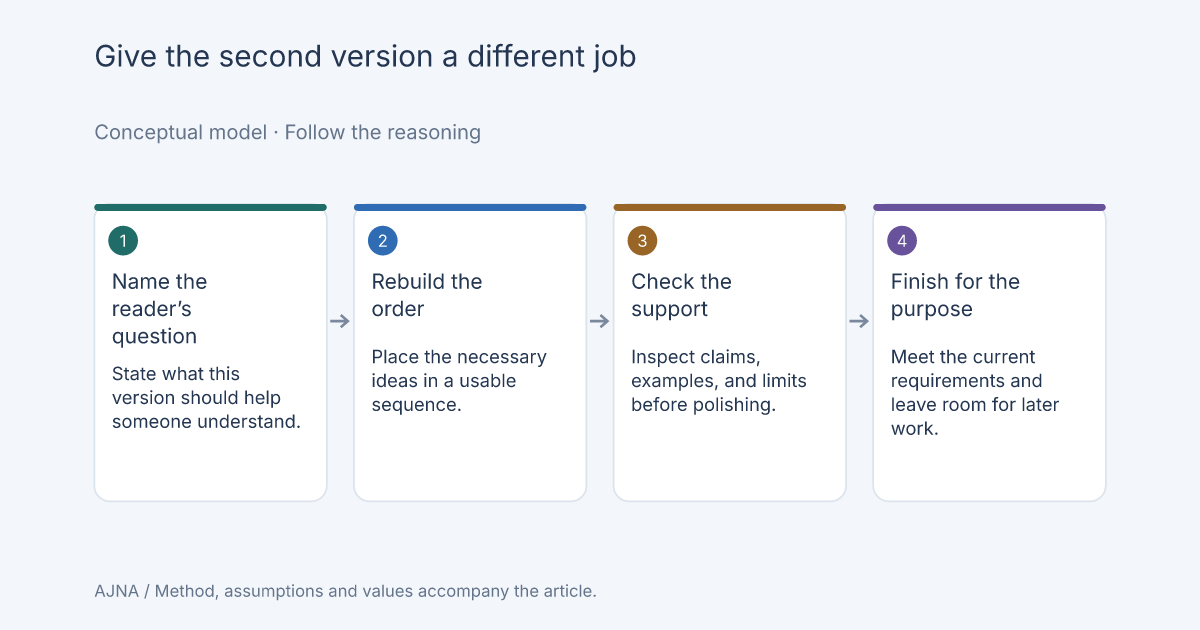 Give the second version a different job
Conceptual model · Follow the reasoning
1
Name the
reader’s
question
State what this
version should help
someone understand.
2
Rebuild the
order
Place the necessary
ideas in a usable
sequence.
3
Check the
support
Inspect claims,
examples, and limits
before polishing.
4
Finish for the
purpose
Meet the current
requirements and
leave room for later
work.
AJNA / Method, assumptions and values accompany the article.